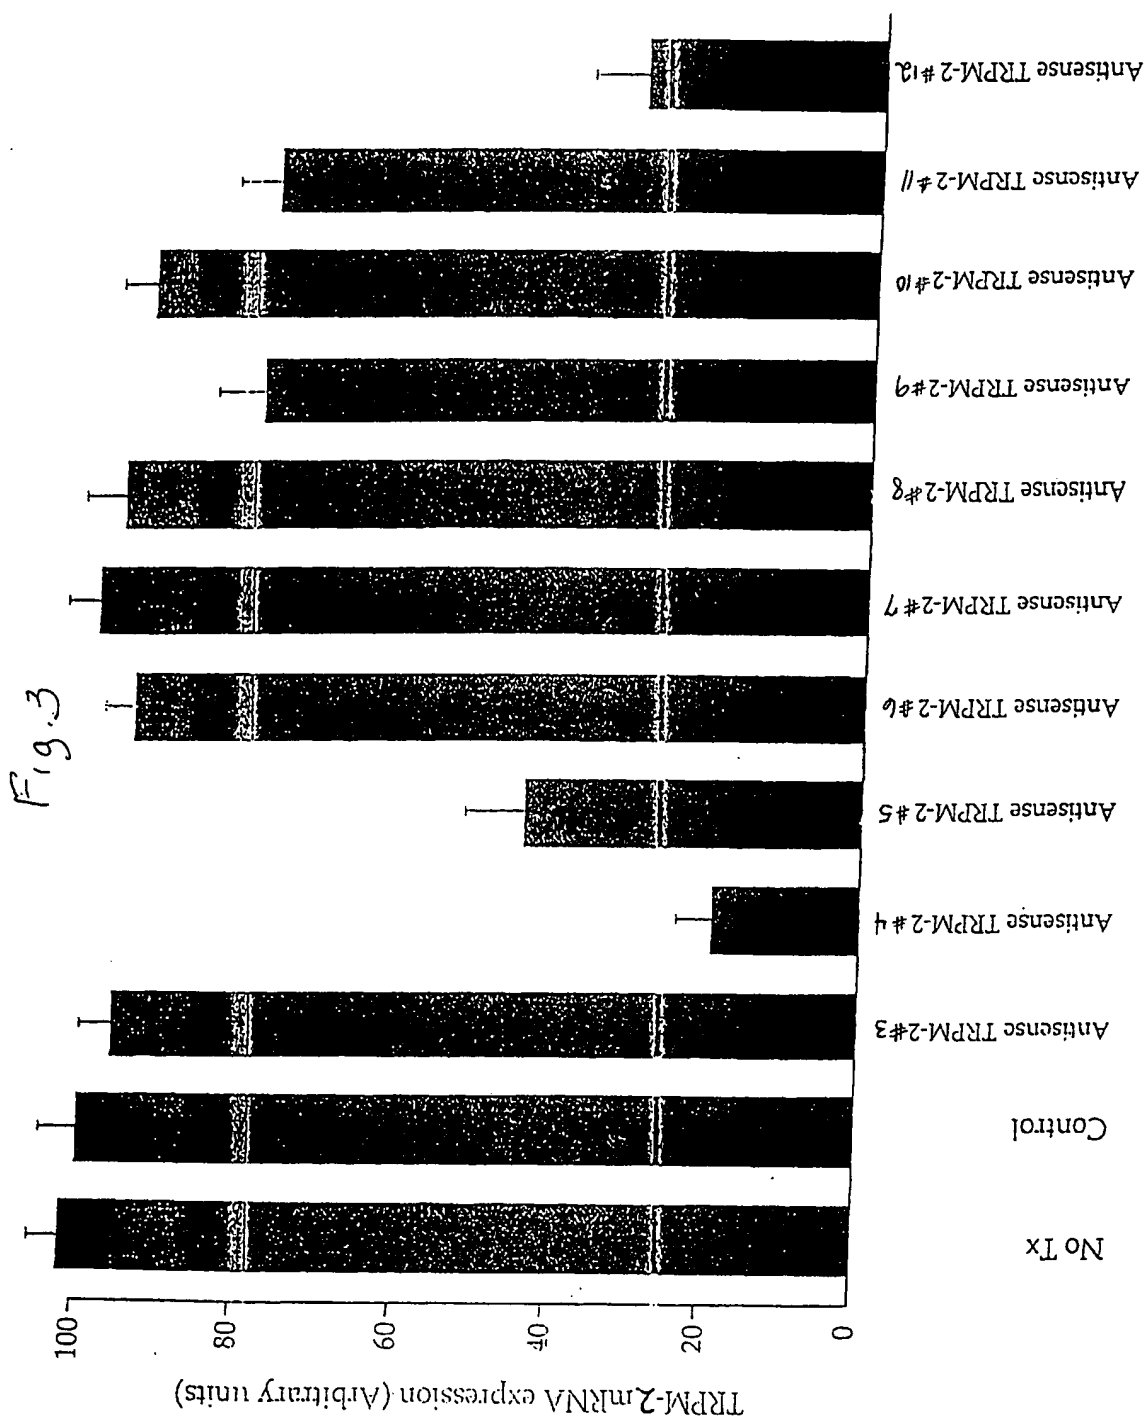 Fig.3
TRPM-2 mRNA expression (Arbitrary units)
100
80
60
40
20
0
No Tx
Control
Antisense TRPM-2#3
Antisense TRPM-2#4
Antisense TRPM-2#5
Antisense TRPM-2#6
Antisense TRPM-2#7
Antisense TRPM-2#8
Antisense TRPM-2#9
Antisense TRPM-2#10
Antisense TRPM-2#11
Antisense TRPM-2#12